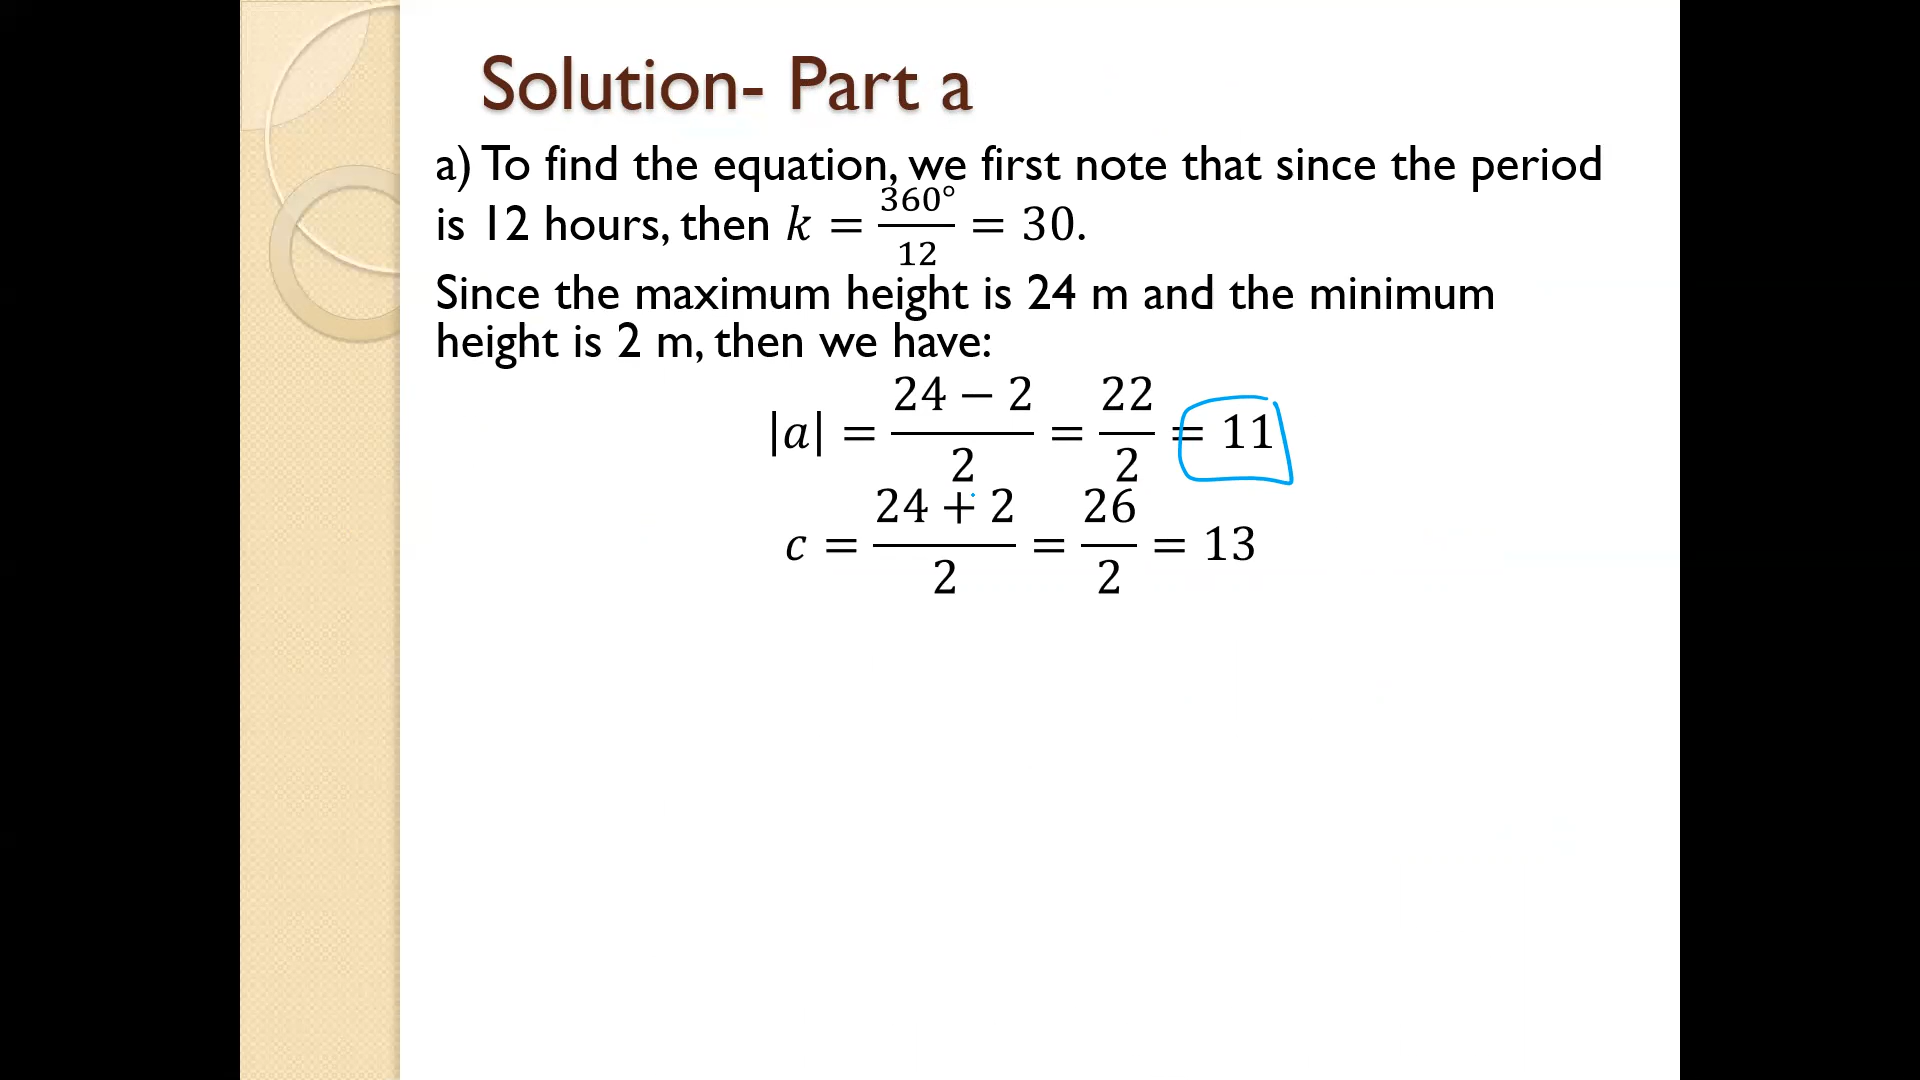 Solution- Part a
a) To find the equation, we first note that since the period
is 12 hours, then k = 360°/12 = 30.
Since the maximum height is 24 m and the minimum
height is 2 m, then we have:
|a| = (24 − 2)/2 = 22/2 = 11
c = (24 + 2)/2 = 26/2 = 13